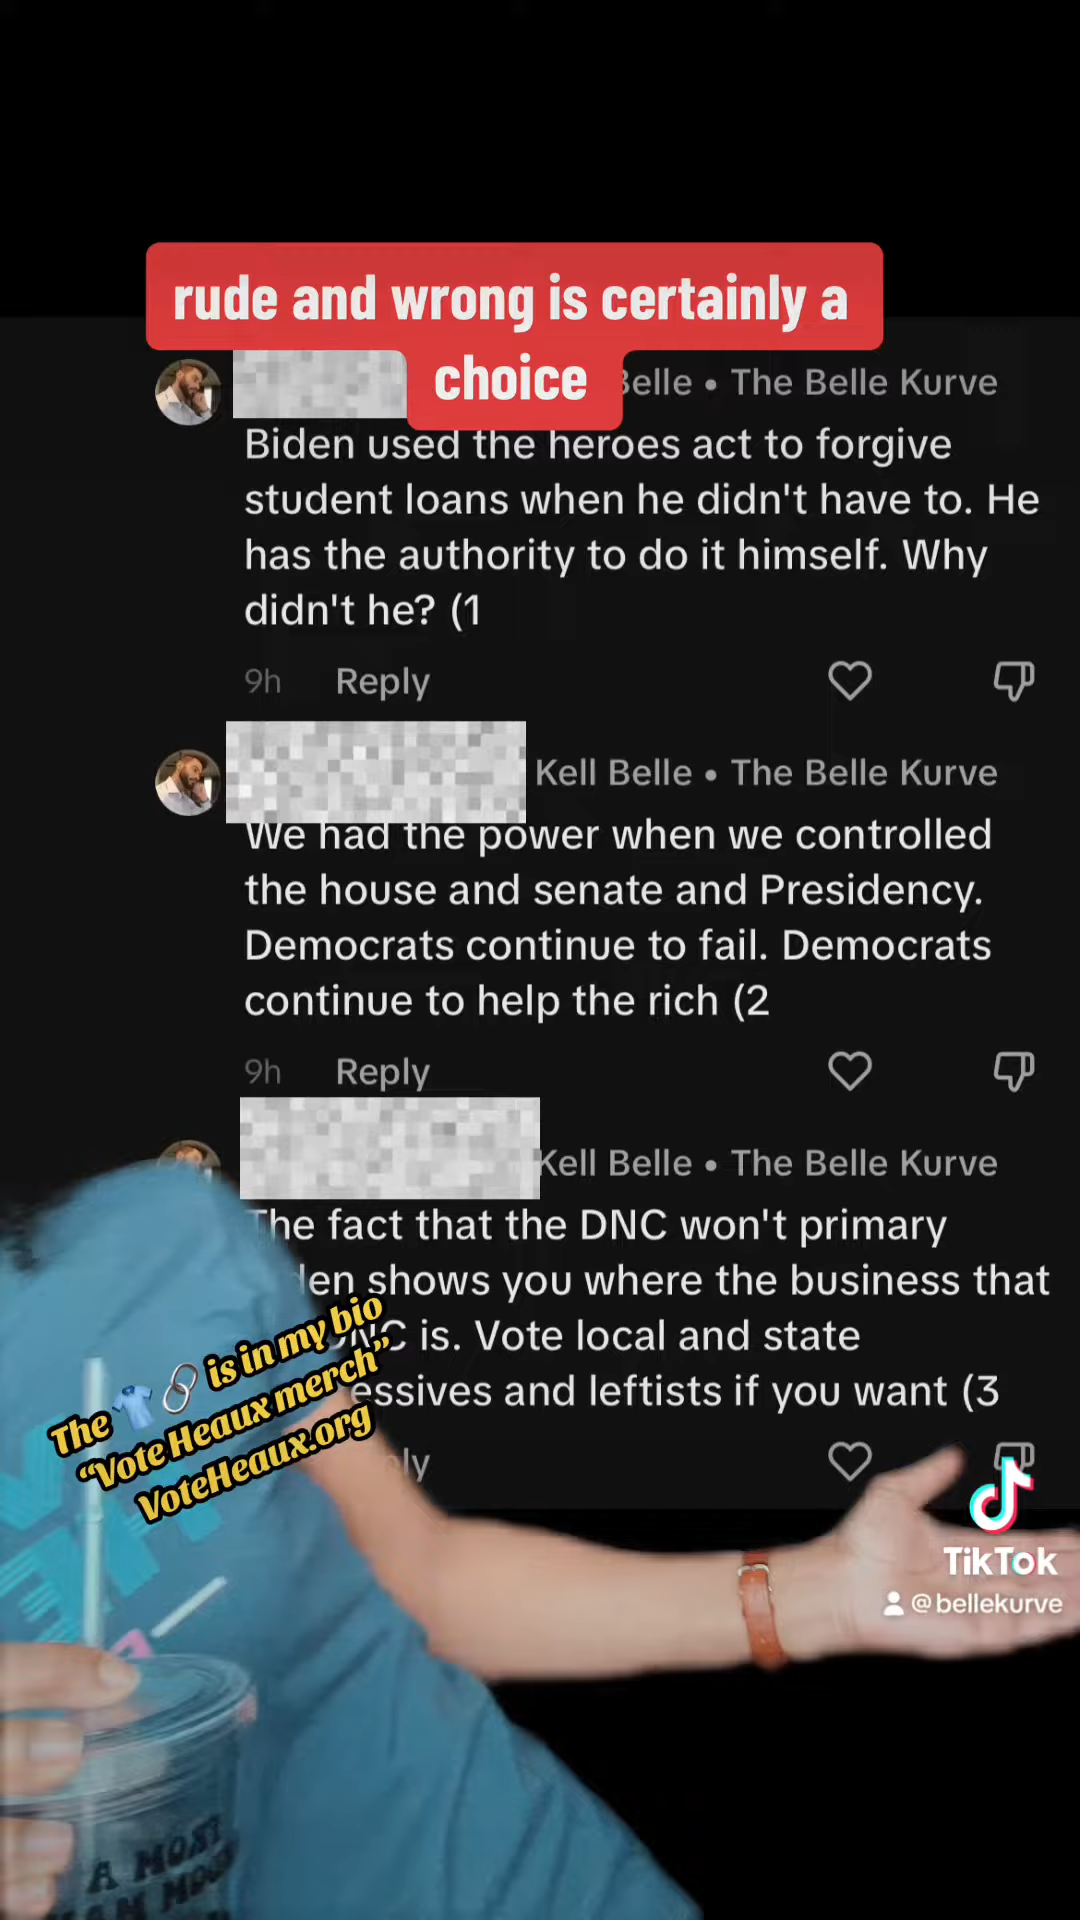 rude and wrong is certainly a
choice
Belle • The Belle Kurve
Biden used the heroes act to forgive
student loans when he didn't have to. He
has the authority to do it himself. Why
didn't he? (1
9h Reply
Kell Belle • The Belle Kurve
We had the power when we controlled
the house and senate and Presidency.
Democrats continue to fail. Democrats
continue to help the rich (2
9h Reply
Kell Belle • The Belle Kurve
The fact that the DNC won't primary
shows you where the business that
is. Vote local and state
and leftists if you want (3
The 👕🔗 is in my bio
“Vote Heaux merch”
VoteHeaux.org
TikTok
@bellekurve
A MOST